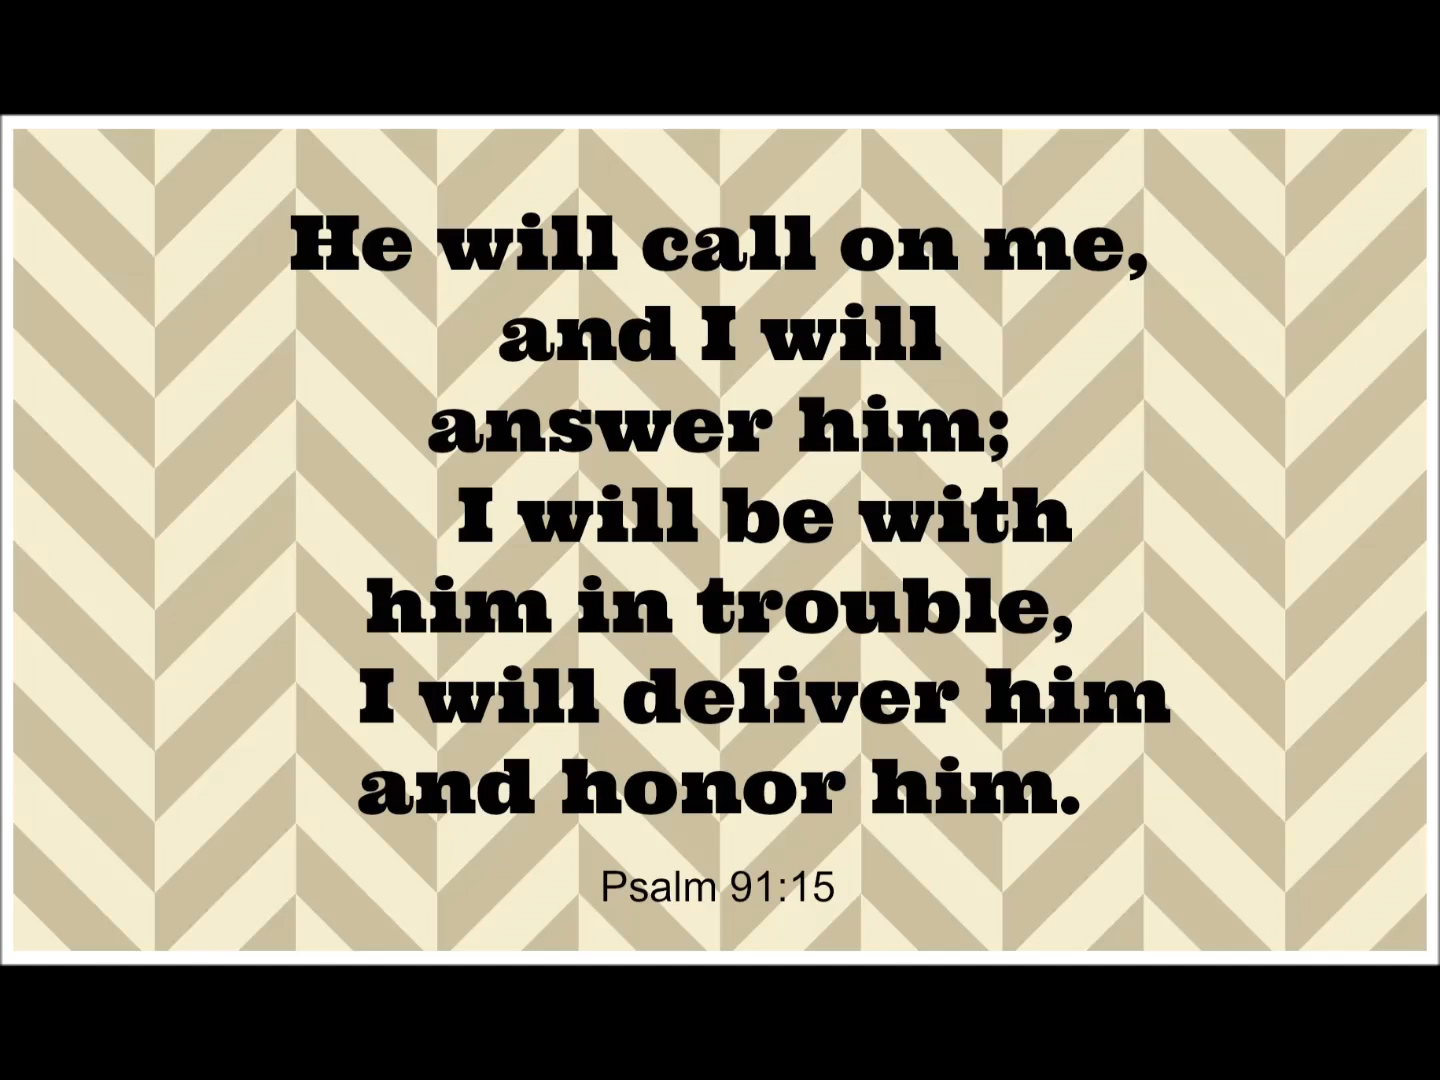 He will call on me,
and I will
answer him;
I will be with
him in trouble,
I will deliver him
and honor him.
Psalm 91:15